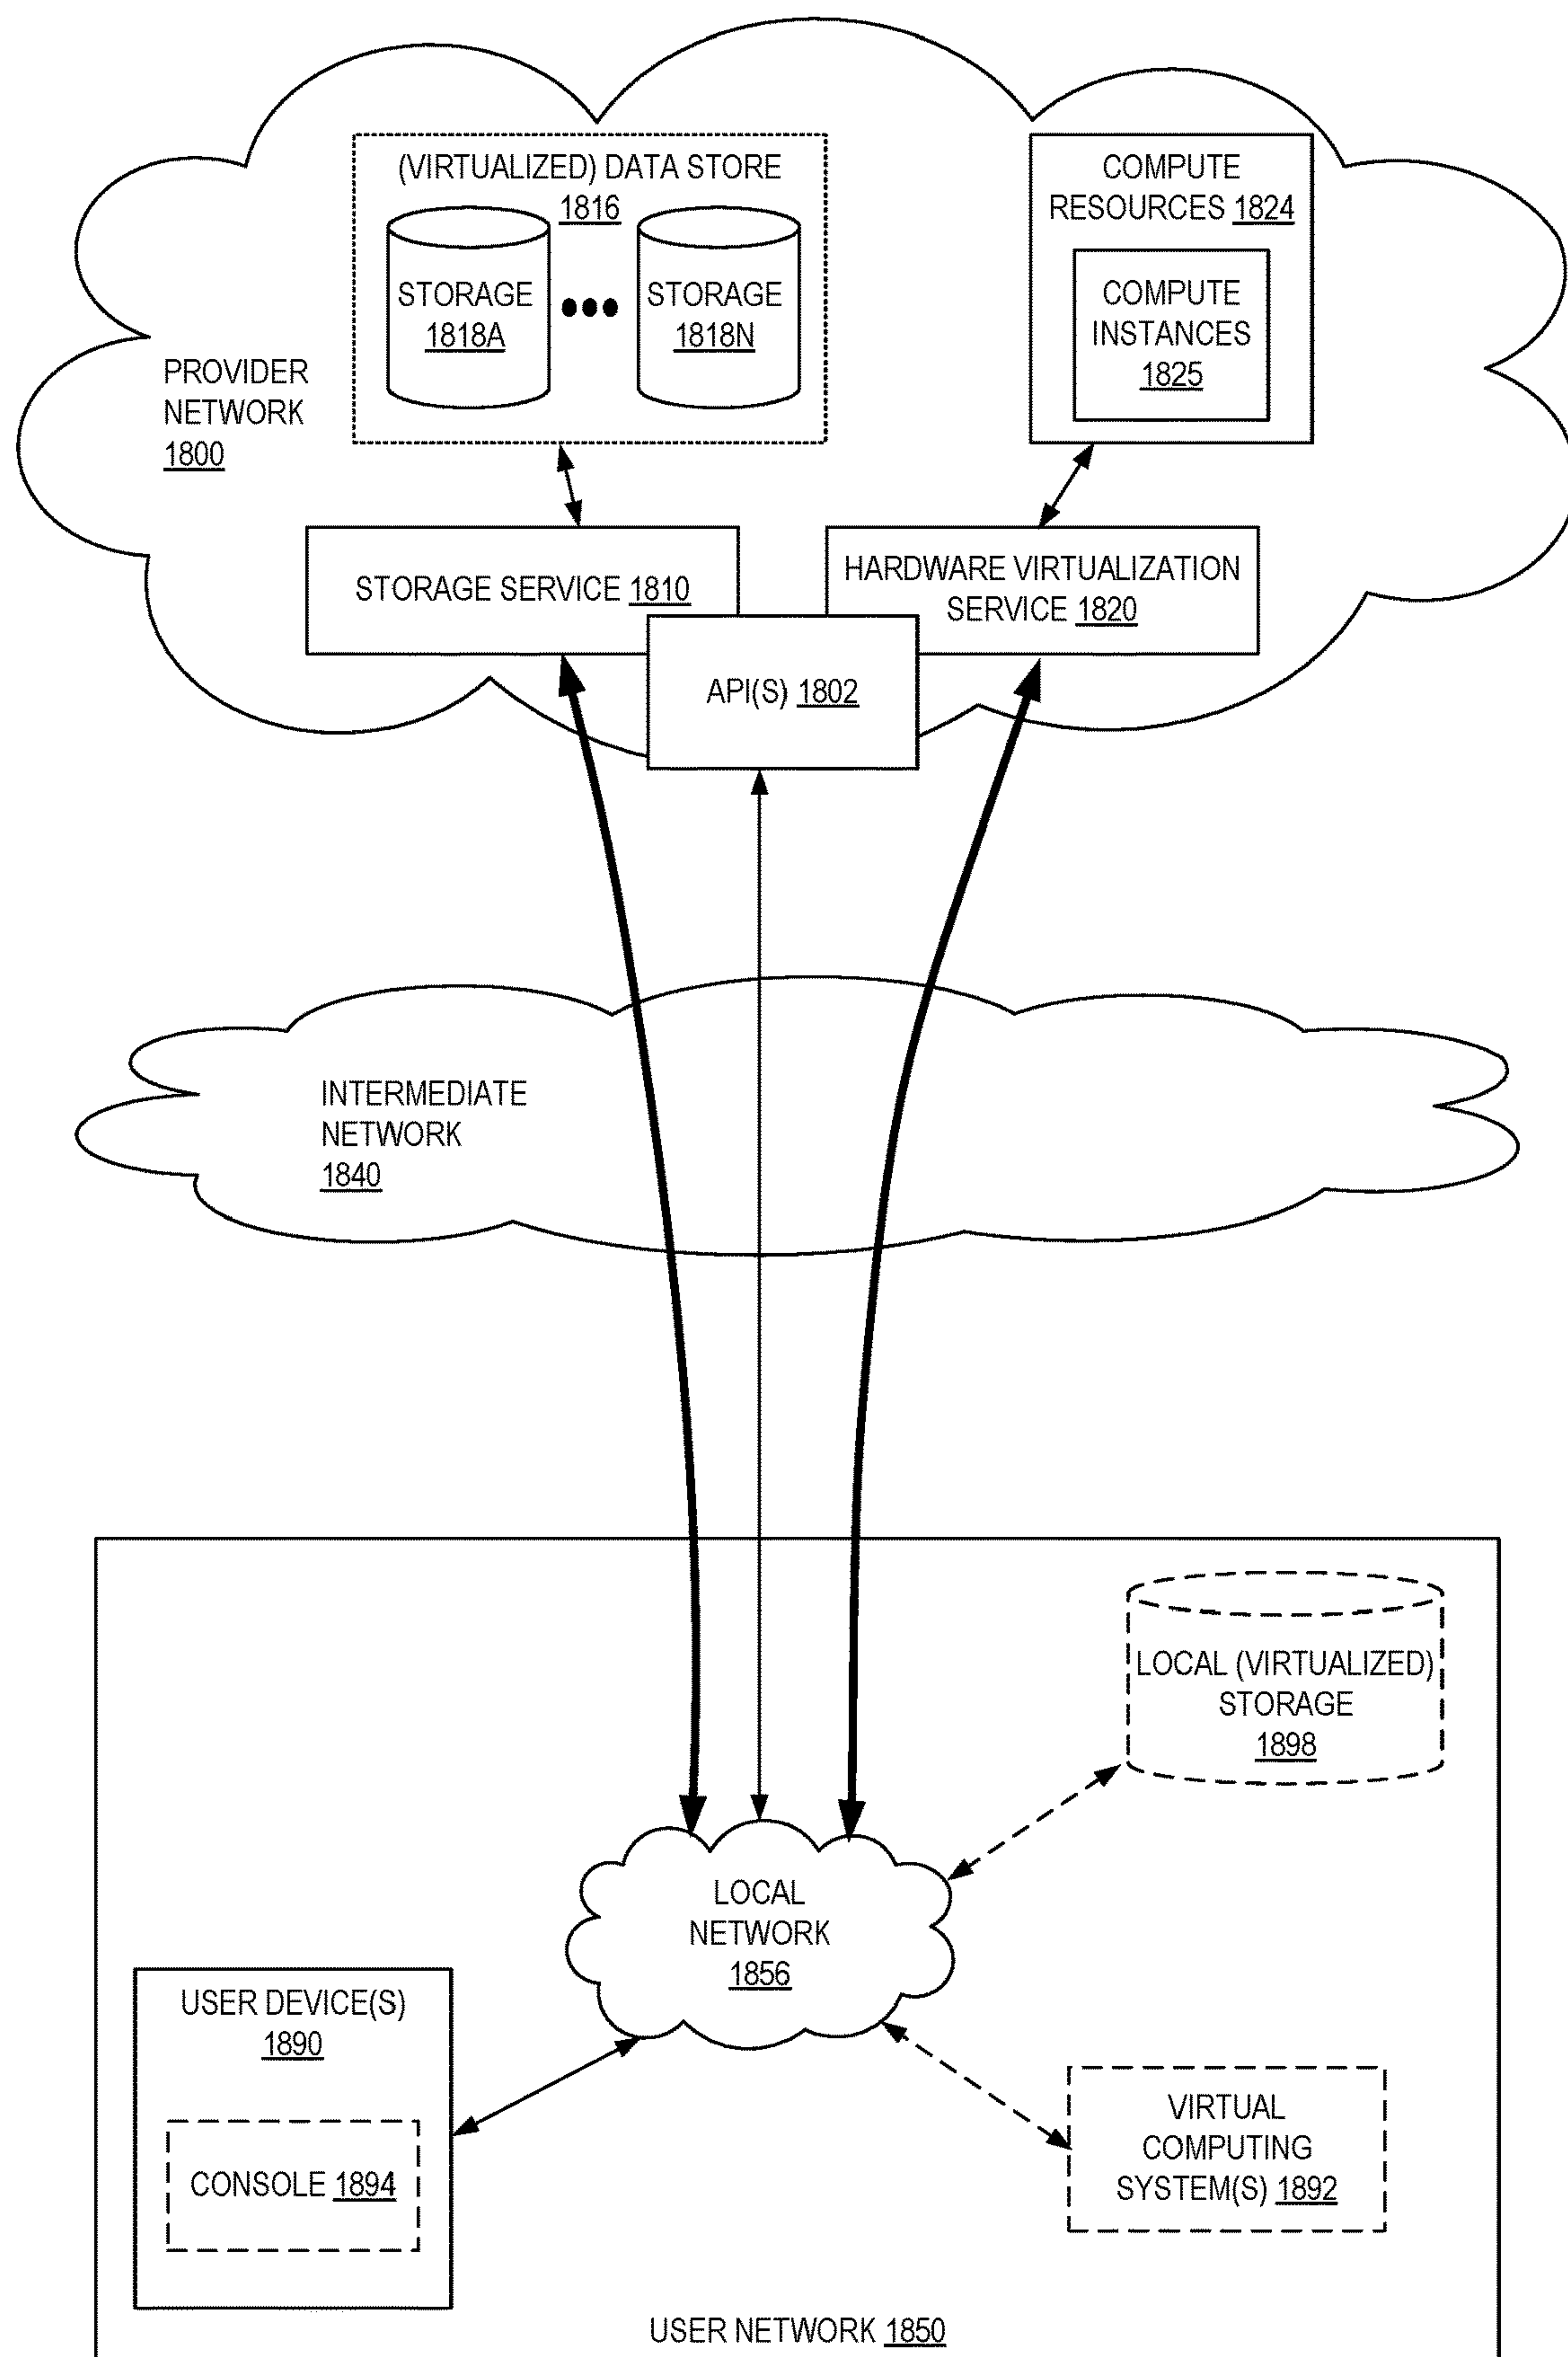 (VIRTUALIZED) DATA STORE
1816
STORAGE
1818A
STORAGE
1818N
COMPUTE
RESOURCES 1824
COMPUTE
INSTANCES
1825
PROVIDER
NETWORK
1800
STORAGE SERVICE 1810
HARDWARE VIRTUALIZATION
SERVICE 1820
API(S) 1802
INTERMEDIATE
NETWORK
1840
LOCAL (VIRTUALIZED)
STORAGE
1898
LOCAL
NETWORK
1856
USER DEVICE(S)
1890
CONSOLE 1894
VIRTUAL
COMPUTING
SYSTEM(S) 1892
USER NETWORK 1850